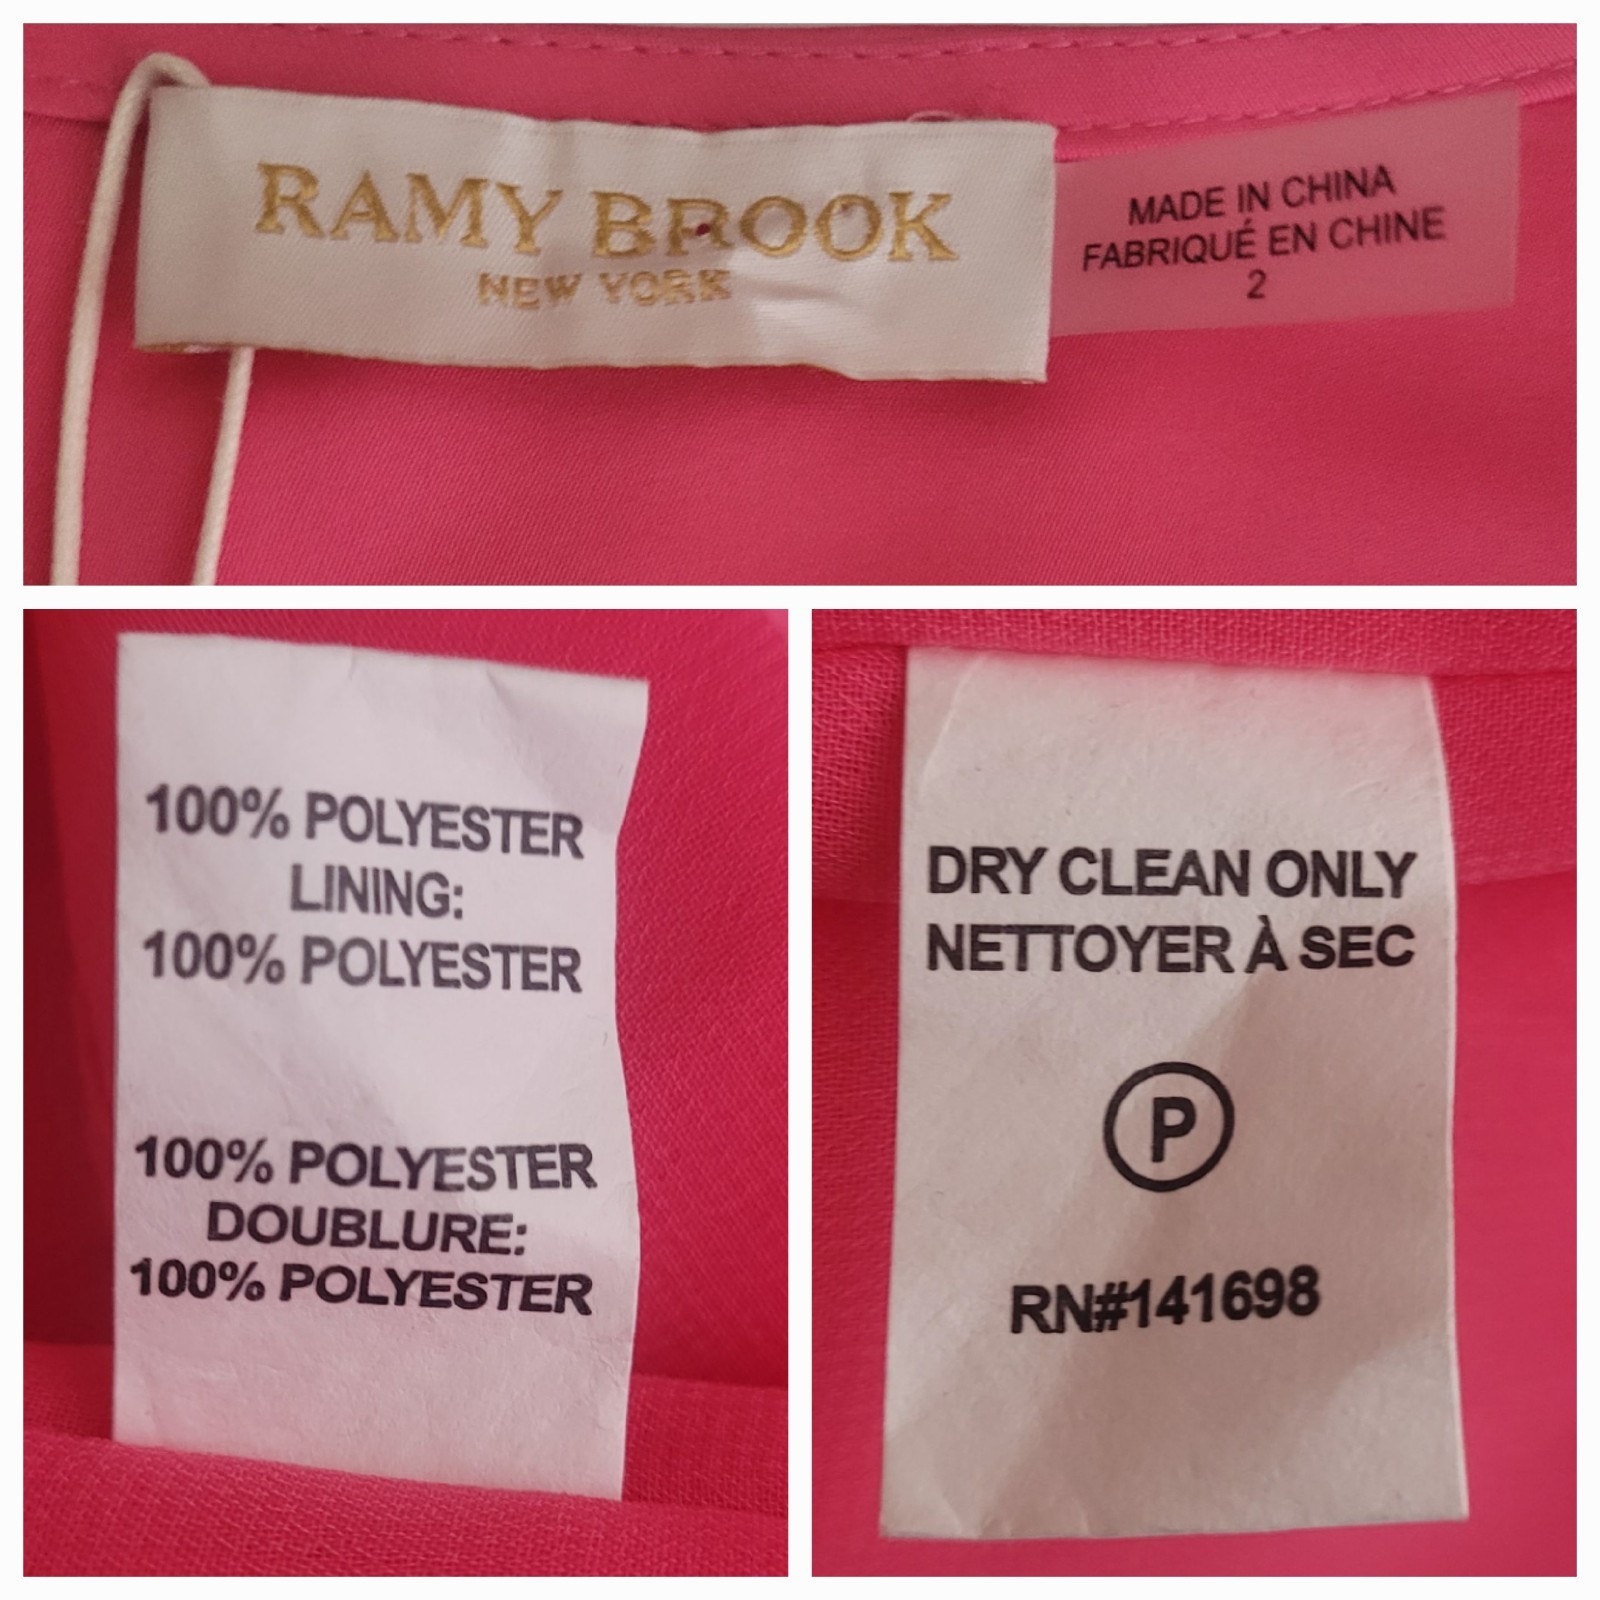 RAMY BROOK
NEW YORK
MADE IN CHINA
FABRIQUÉ EN CHINE
2
100% POLYESTER
LINING:
100% POLYESTER
100% POLYESTER
DOUBLURE:
100% POLYESTER
DRY CLEAN ONLY
NETTOYER À SEC
P
RN#141698